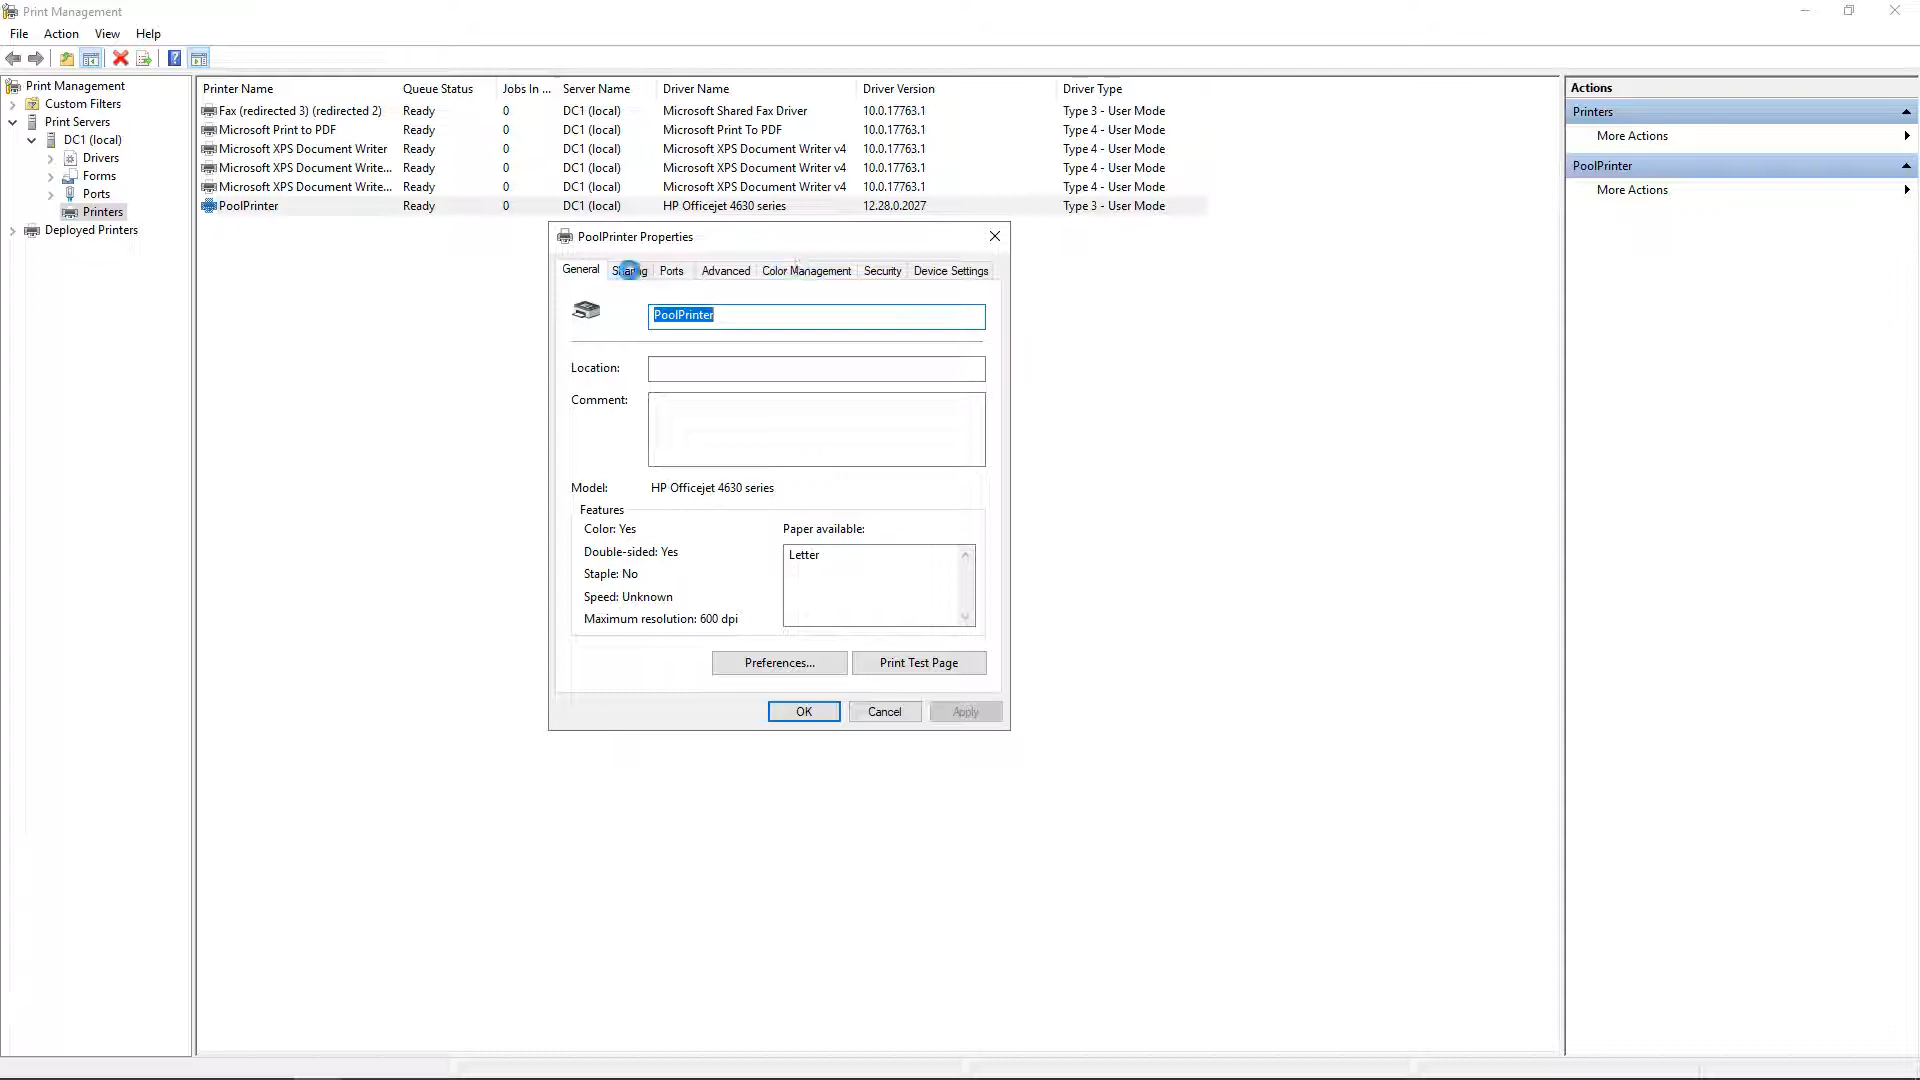 Print Management
File Action View Help
Print Management
Custom Filters
Print Servers
DC1 (local)
Drivers
Forms
Ports
Printers
Deployed Printers
Printer Name Queue Status Jobs In ... Server Name Driver Name Driver Version Driver Type
Fax (redirected 3) (redirected 2) Ready 0 DC1 (local) Microsoft Shared Fax Driver 10.0.17763.1 Type 3 - User Mode
Microsoft Print to PDF Ready 0 DC1 (local) Microsoft Print To PDF 10.0.17763.1 Type 4 - User Mode
Microsoft XPS Document Writer Ready 0 DC1 (local) Microsoft XPS Document Writer v4 10.0.17763.1 Type 4 - User Mode
Microsoft XPS Document Write... Ready 0 DC1 (local) Microsoft XPS Document Writer v4 10.0.17763.1 Type 4 - User Mode
Microsoft XPS Document Write... Ready 0 DC1 (local) Microsoft XPS Document Writer v4 10.0.17763.1 Type 4 - User Mode
PoolPrinter Ready 0 DC1 (local) HP Officejet 4630 series 12.28.0.2027 Type 3 - User Mode
PoolPrinter Properties
General Sharing Ports Advanced Color Management Security Device Settings
PoolPrinter
Location:
Comment:
Model: HP Officejet 4630 series
Features
Color: Yes
Double-sided: Yes
Staple: No
Speed: Unknown
Maximum resolution: 600 dpi
Paper available:
Letter
Preferences... Print Test Page
OK Cancel Apply
Actions
Printers
More Actions
PoolPrinter
More Actions